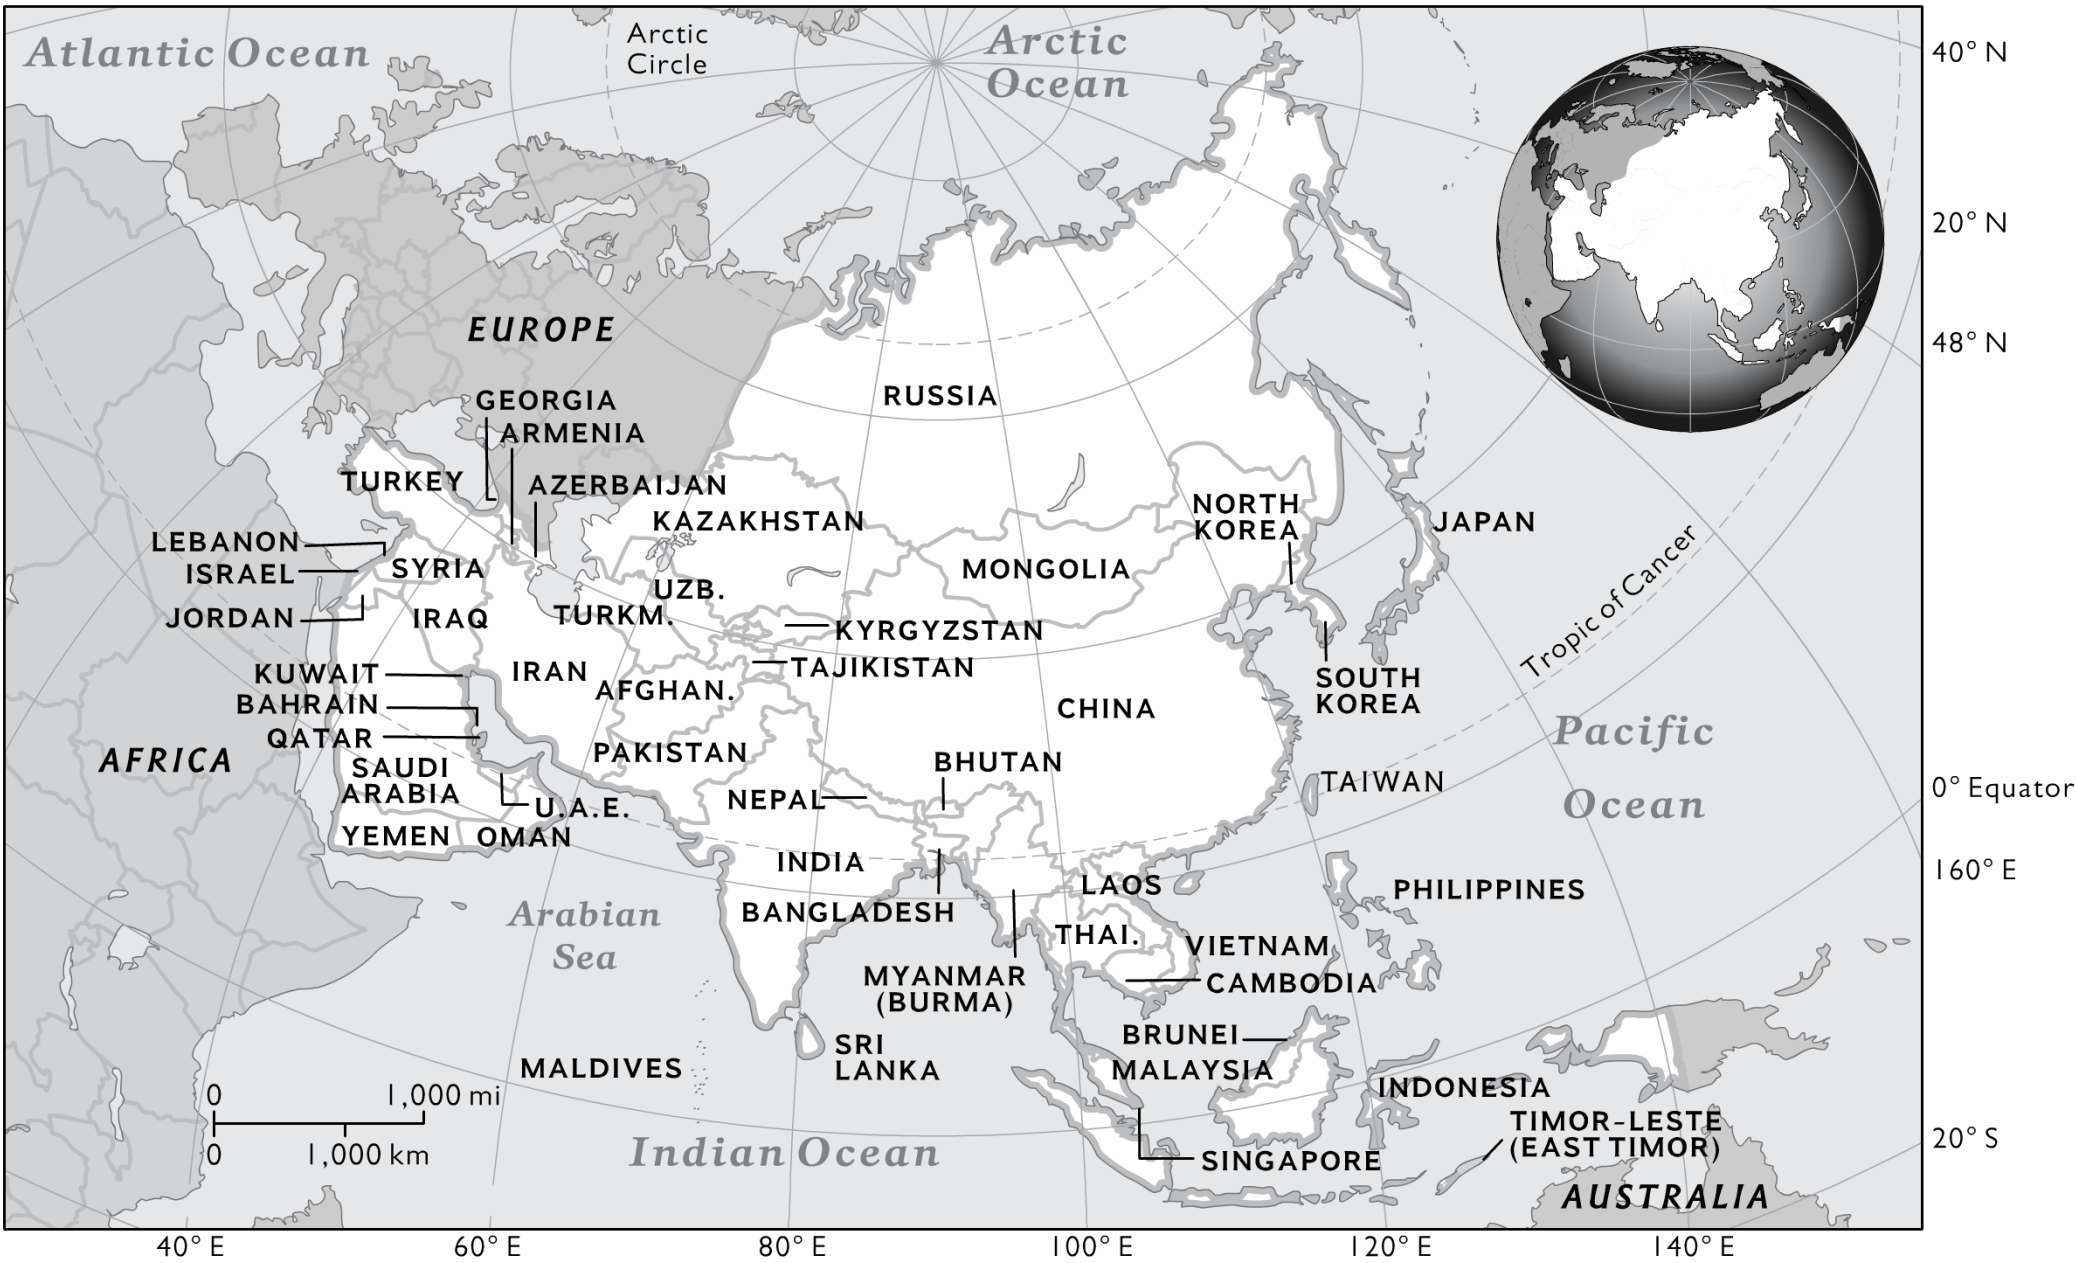 Atlantic Ocean
Arctic
Circle
Arctic
Ocean
40° N
20° N
48° N
EUROPE
RUSSIA
GEORGIA
ARMENIA
TURKEY
AZERBAIJAN
KAZAKHSTAN
NORTH
KOREA
JAPAN
LEBANON
ISRAEL
SYRIA
MONGOLIA
UZB.
JORDAN
IRAQ
TURKM.
KYRGYZSTAN
Tropic of Cancer
KUWAIT
IRAN
TAJIKISTAN
AFGHAN.
SOUTH
KOREA
BAHRAIN
CHINA
QATAR
PAKISTAN
Pacific
Ocean
AFRICA
SAUDI
ARABIA
BHUTAN
TAIWAN
0° Equator
NEPAL
U.A.E.
YEMEN
OMAN
INDIA
160° E
LAOS
PHILIPPINES
BANGLADESH
Arabian
Sea
THAI.
VIETNAM
MYANMAR
(BURMA)
CAMBODIA
BRUNEI
SRI
LANKA
MALDIVES
MALAYSIA
INDONESIA
0
1,000 mi
TIMOR-LESTE
(EAST TIMOR)
20° S
0
1,000 km
Indian Ocean
SINGAPORE
AUSTRALIA
40° E
60° E
80° E
100° E
120° E
140° E